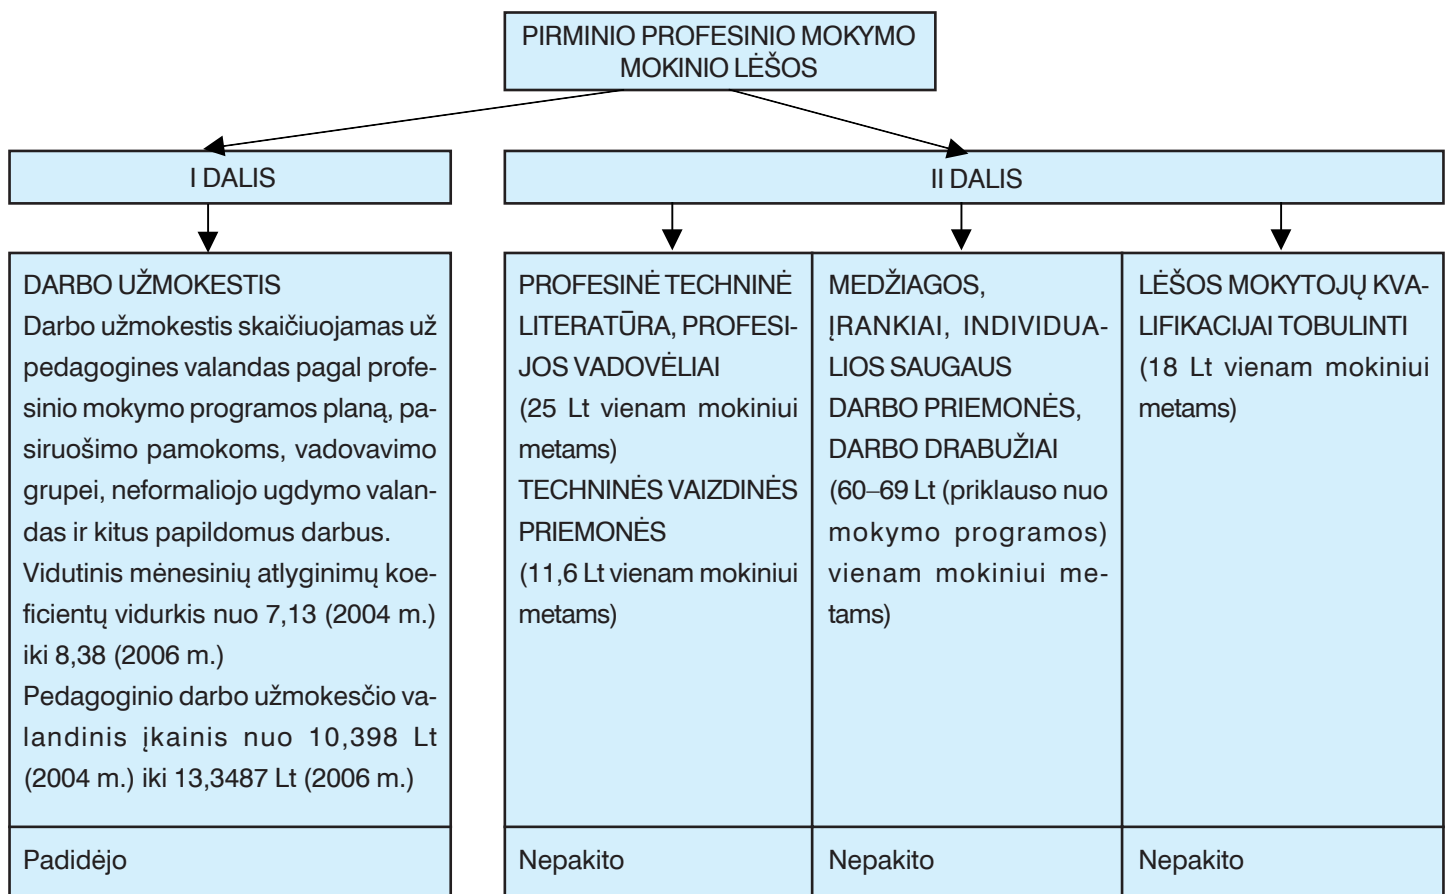 PIRMINIO PROFESINIO MOKYMO
MOKINIO LĖŠOS
I DALIS
II DALIS
DARBO UŽMOKESTIS
Darbo užmokestis skaičiuojamas už
pedagogines valandas pagal profe-
sinio mokymo programos planą, pa-
siruošimo pamokoms, vadovavimo
grupei, neformaliojo ugdymo valan-
das ir kitus papildomus darbus.
Vidutinis mėnesinių atlyginimų koe-
ficientų vidurkis nuo 7,13 (2004 m.)
iki 8,38 (2006 m.)
Pedagoginio darbo užmokesčio va-
landinis įkainis nuo 10,398 Lt
(2004 m.) iki 13,3487 Lt (2006 m.)
Padidėjo
PROFESINĖ TECHNINĖ
LITERATŪRA, PROFESI-
JOS VADOVĖLIAI
(25 Lt vienam mokiniui
metams)
TECHNINĖS VAIZDINĖS
PRIEMONĖS
(11,6 Lt vienam mokiniui
metams)
Nepakito
MEDŽIAGOS,
ĮRANKIAI, INDIVIDUA-
LIOS SAUGAUS
DARBO PRIEMONĖS,
DARBO DRABUŽIAI
(60–69 Lt (priklauso nuo
mokymo programos)
vienam mokiniui me-
tams)
Nepakito
LĖŠOS MOKYTOJŲ KVA-
LIFIKACIJAI TOBULINTI
(18 Lt vienam mokiniui
metams)
Nepakito